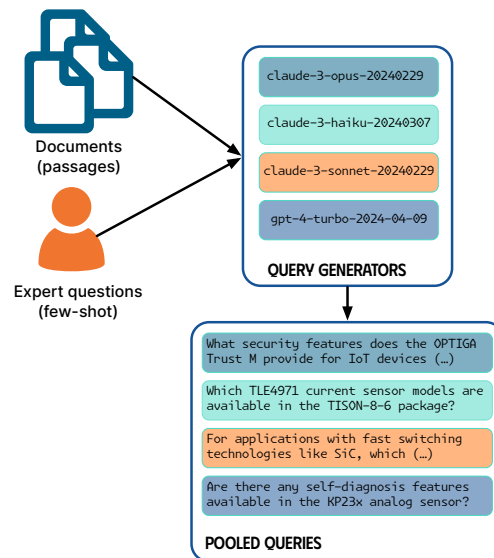 Documents
(passages)
Expert questions
(few-shot)
claude-3-opus-20240229
claude-3-haiku-20240307
claude-3-sonnet-20240229
gpt-4-turbo-2024-04-09
QUERY GENERATORS
What security features does the OPTIGA
Trust M provide for IoT devices (…)
Which TLE4971 current sensor models are
available in the TISON-8-6 package?
For applications with fast switching
technologies like SiC, which (…)
Are there any self-diagnosis features
available in the KP23x analog sensor?
POOLED QUERIES